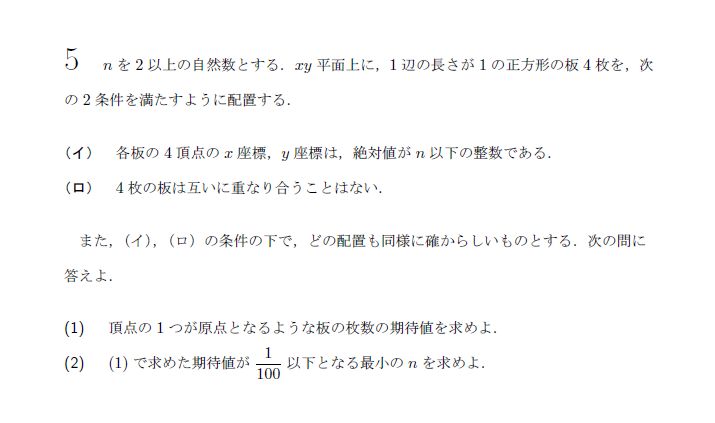 5 n を 2 以上の自然数とする．xy 平面上に，1 辺の長さが 1 の正方形の板 4 枚を，次
の 2 条件を満たすように配置する．
（イ） 各板の 4 頂点の x 座標，y 座標は，絶対値が n 以下の整数である．
（ロ） 4 枚の板は互いに重なり合うことはない．
また，（イ），（ロ）の条件の下で，どの配置も同様に確からしいものとする．次の問に
答えよ．
(1) 頂点の 1 つが原点となるような板の枚数の期待値を求めよ．
(2) (1) で求めた期待値が 1/100 以下となる最小の n を求めよ．